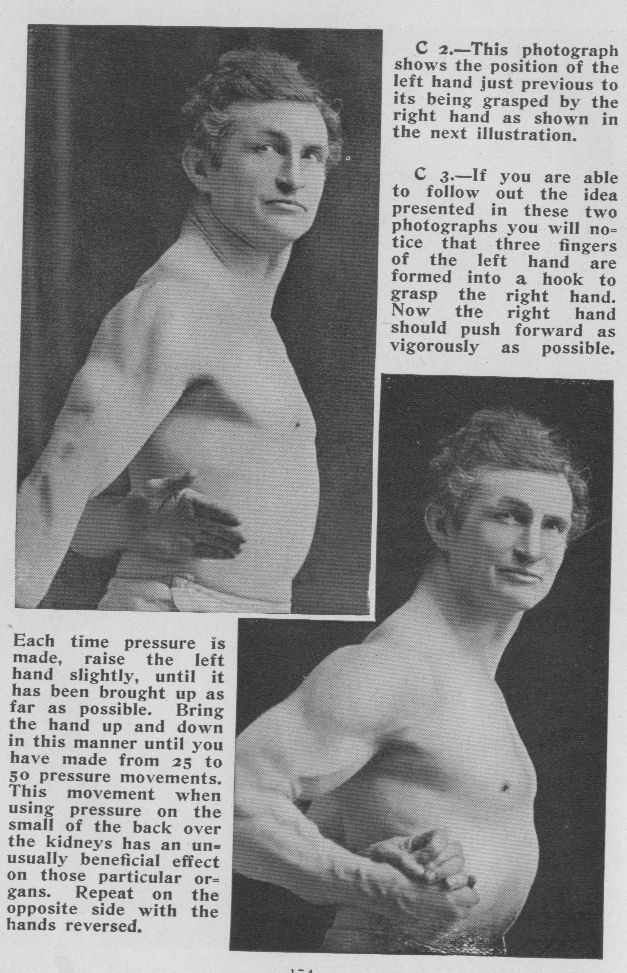 C 2.—This photograph
shows the position of the
left hand just previous to
its being grasped by the
right hand as shown in
the next illustration.
C 3.—If you are able
to follow out the idea
presented in these two
photographs you will no=
tice that three fingers
of the left hand are
formed into a hook to
grasp the right hand.
Now the right hand
should push forward as
vigorously as possible.
Each time pressure is
made, raise the left
hand slightly, until it
has been brought up as
far as possible. Bring
the hand up and down
in this manner until you
have made from 25 to
50 pressure movements.
This movement when
using pressure on the
small of the back over
the kidneys has an un=
usually beneficial effect
on those particular or=
gans. Repeat on the
opposite side with the
hands reversed.